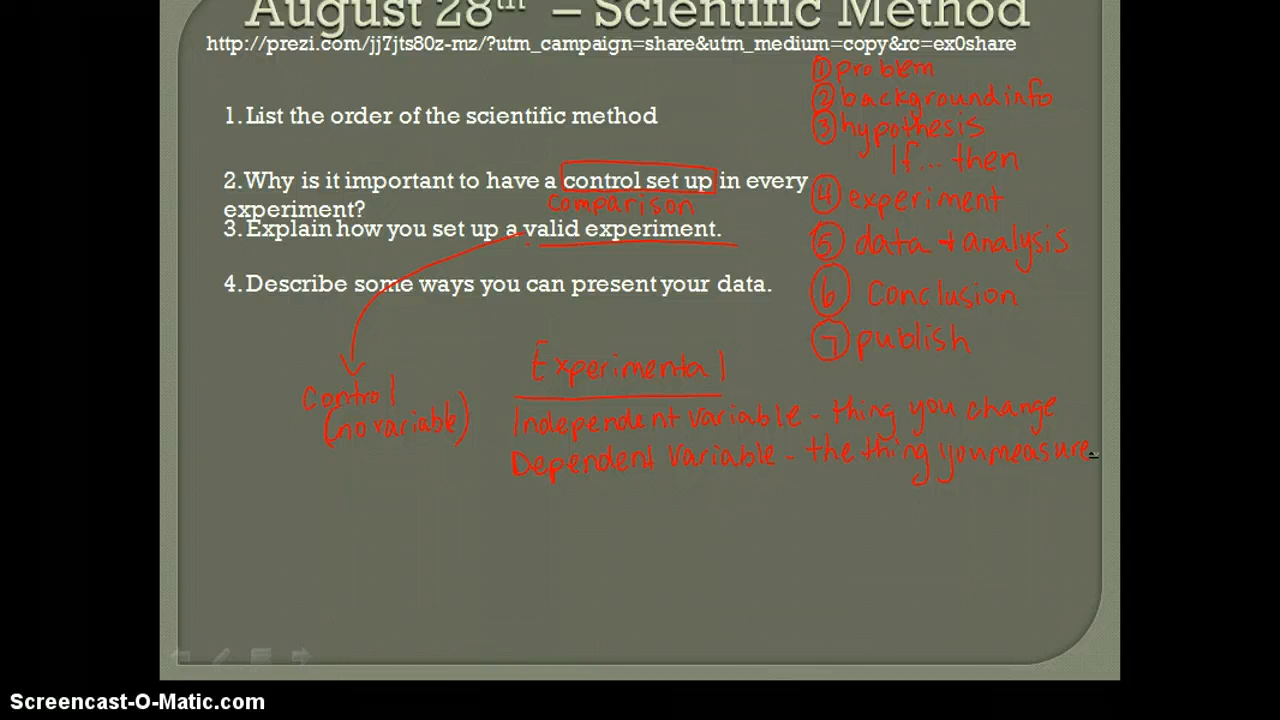 August 28th – Scientific Method
http://prezi.com/jj7jts80z-mz/?utm_campaign=share&utm_medium=copy&rc=ex0share
1. List the order of the scientific method
2. Why is it important to have a control set up in every
experiment?
comparison
3. Explain how you set up a valid experiment.
4. Describe some ways you can present your data.
① problem
② background info
③ hypothesis
If... then
④ experiment
⑤ data + analysis
⑥ Conclusion
⑦ publish
Control
(no variable)
Experimental
Independent Variable - thing you change
Dependent Variable - the thing you measure
Screencast-O-Matic.com